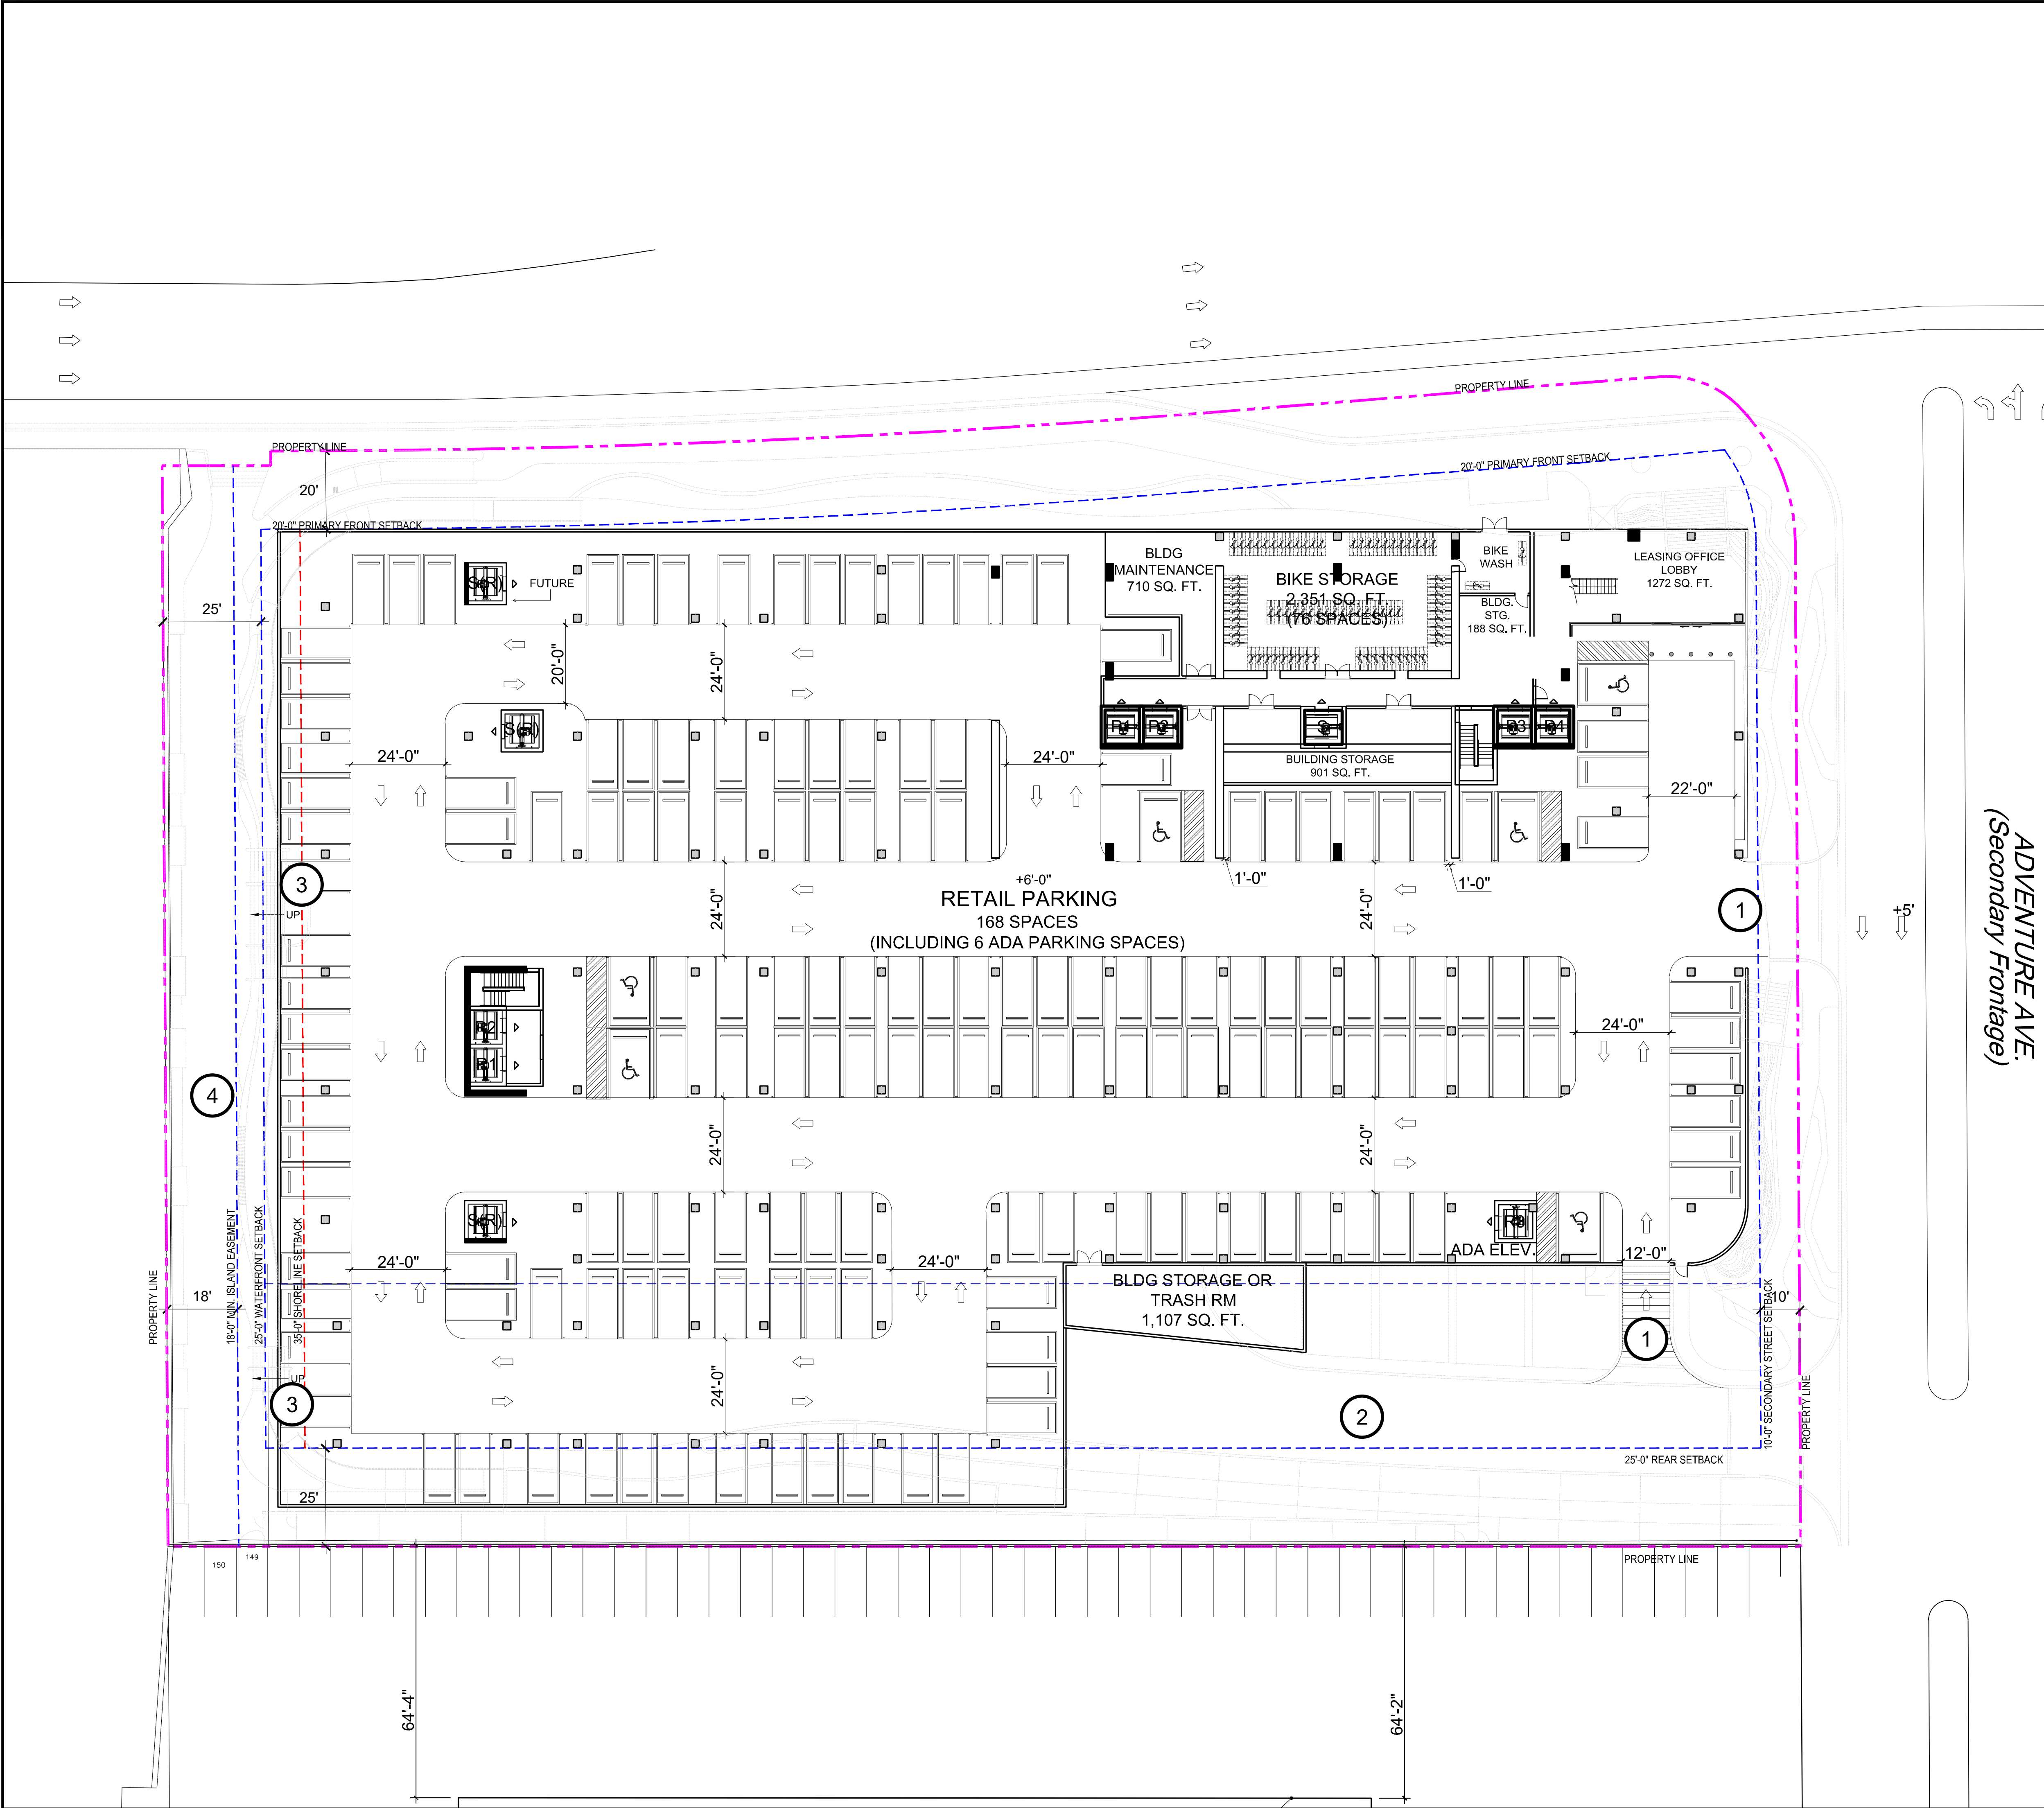 PROPERTY LINE
PROPERTY LINE
20'
20'-0" PRIMARY FRONT SETBACK
20'-0" PRIMARY FRONT SETBACK
25'
FUTURE
BLDG
MAINTENANCE
710 SQ. FT.
BIKE STORAGE
2,351 SQ. FT.
(76 SPACES)
BIKE
WASH
BLDG.
STG.
188 SQ. FT.
LEASING OFFICE
LOBBY
1272 SQ. FT.
20'-0"
24'-0"
S(R)
S(R)
R1
R2
S
R3
R4
24'-0"
24'-0"
BUILDING STORAGE
901 SQ. FT.
22'-0"
3
UP
24'-0"
+6'-0"
RETAIL PARKING
168 SPACES
(INCLUDING 6 ADA PARKING SPACES)
1'-0"
1'-0"
24'-0"
1
+5'
ADVENTURE AVE.
(Secondary Frontage)
R2
R1
24'-0"
4
24'-0"
24'-0"
S(R)
ADA ELEV.
12'-0"
24'-0"
24'-0"
BLDG STORAGE OR
TRASH RM
1,107 SQ. FT.
18'
10'
PROPERTY LINE
18'-0" MIN. ISLAND EASEMENT
25'-0" WATERFRONT SETBACK
35'-0" SHORELINE SETBACK
1
10'-0" SECONDARY STREET SETBACK
PROPERTY LINE
UP
3
24'-0"
2
25'-0" REAR SETBACK
25'
150
149
PROPERTY LINE
64'-4"
64'-2"